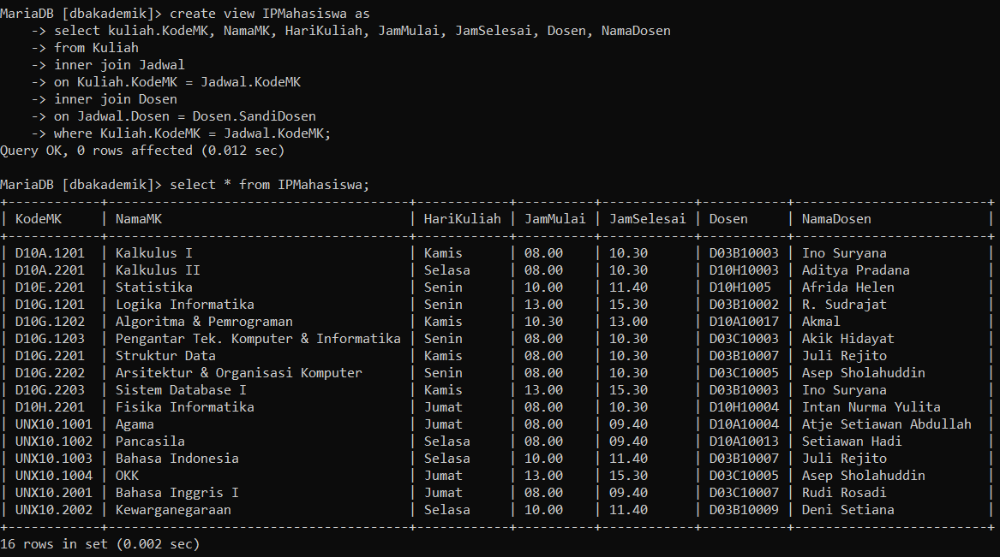 MariaDB [dbakademik]> create view IPMahasiswa as
    -> select kuliah.KodeMK, NamaMK, HariKuliah, JamMulai, JamSelesai, Dosen, NamaDosen
    -> from Kuliah
    -> inner join Jadwal
    -> on Kuliah.KodeMK = Jadwal.KodeMK
    -> inner join Dosen
    -> on Jadwal.Dosen = Dosen.SandiDosen
    -> where Kuliah.KodeMK = Jadwal.KodeMK;
Query OK, 0 rows affected (0.012 sec)
MariaDB [dbakademik]> select * from IPMahasiswa;
| KodeMK     | NamaMK                                | HariKuliah | JamMulai | JamSelesai | Dosen     | NamaDosen               |
| D10A.1201  | Kalkulus I                            | Kamis      | 08.00    | 10.30      | D03B10003 | Ino Suryana             |
| D10A.2201  | Kalkulus II                           | Selasa     | 08.00    | 10.30      | D10H10003 | Aditya Pradana          |
| D10E.2201  | Statistika                            | Senin      | 10.00    | 11.40      | D10H1005  | Afrida Helen            |
| D10G.1201  | Logika Informatika                    | Senin      | 13.00    | 15.30      | D03B10002 | R. Sudrajat             |
| D10G.1202  | Algoritma & Pemrograman               | Kamis      | 10.30    | 13.00      | D10A10017 | Akmal                   |
| D10G.1203  | Pengantar Tek. Komputer & Informatika | Senin      | 08.00    | 10.30      | D03C10003 | Akik Hidayat            |
| D10G.2201  | Struktur Data                         | Kamis      | 08.00    | 10.30      | D03B10007 | Juli Rejito             |
| D10G.2202  | Arsitektur & Organisasi Komputer      | Senin      | 08.00    | 10.30      | D03C10005 | Asep Sholahuddin        |
| D10G.2203  | Sistem Database I                     | Kamis      | 13.00    | 15.30      | D03B10003 | Ino Suryana             |
| D10H.2201  | Fisika Informatika                    | Jumat      | 08.00    | 10.30      | D10H10004 | Intan Nurma Yulita      |
| UNX10.1001 | Agama                                 | Jumat      | 08.00    | 09.40      | D10A10004 | Atje Setiawan Abdullah  |
| UNX10.1002 | Pancasila                             | Selasa     | 08.00    | 09.40      | D10A10013 | Setiawan Hadi           |
| UNX10.1003 | Bahasa Indonesia                      | Selasa     | 10.00    | 11.40      | D03B10007 | Juli Rejito             |
| UNX10.1004 | OKK                                   | Jumat      | 13.00    | 15.30      | D03C10005 | Asep Sholahuddin        |
| UNX10.2001 | Bahasa Inggris I                      | Jumat      | 08.00    | 09.40      | D03C10007 | Rudi Rosadi             |
| UNX10.2002 | Kewarganegaraan                       | Selasa     | 10.00    | 11.40      | D03B10009 | Deni Setiana            |
16 rows in set (0.002 sec)